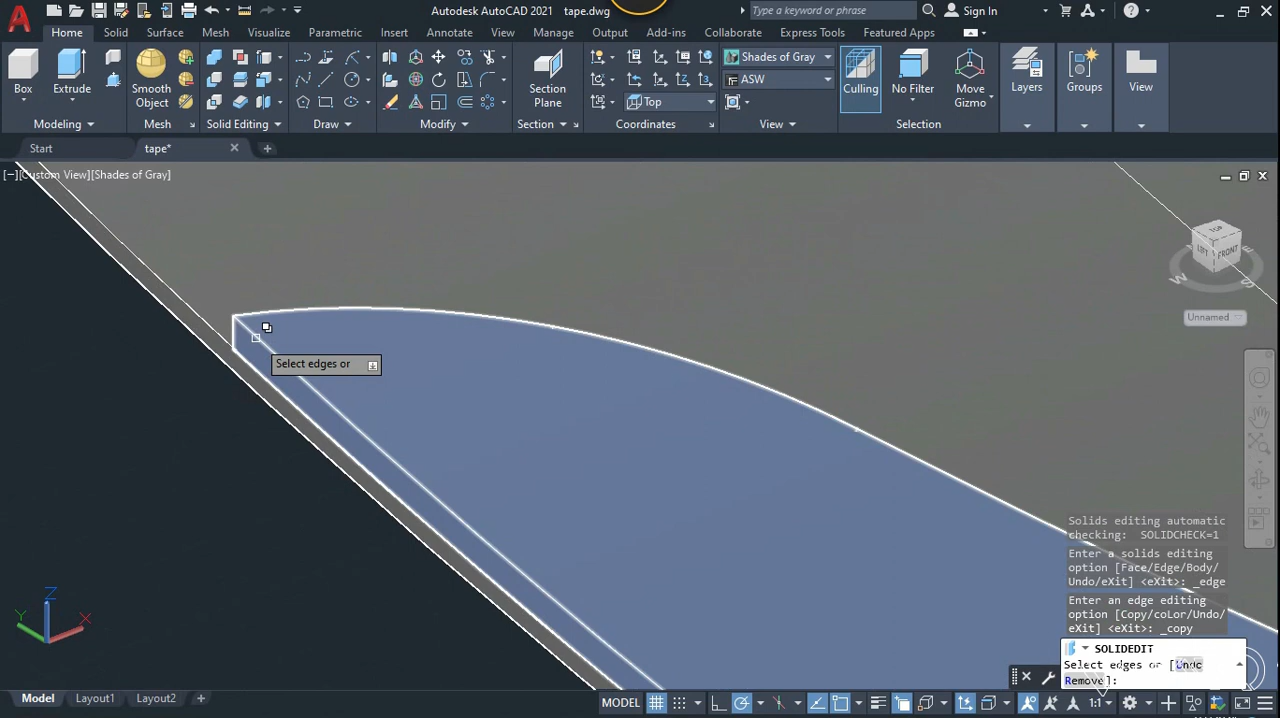 Autodesk AutoCAD 2021 tape.dwg
Type a keyword or phrase
Sign In
Home Solid Surface Mesh Visualize Parametric Insert Annotate View Manage Output Add-ins Collaborate Express Tools Featured Apps
Box
Extrude
Smooth
Object
Section
Plane
Top
Shades of Gray
ASW
Culling
No Filter
Move
Gizmo
Layers
Groups
View
Modeling
Mesh
Solid Editing
Draw
Modify
Section
Coordinates
View
Selection
Start
tape*
[−][Custom View][Shades of Gray]
TOP
LEFT
FRONT
E
W
S
Unnamed
Select edges or
Solids editing automatic
checking: SOLIDCHECK=1
Enter a solids editing
option [Face/Edge/Body/
Undo/eXit] <eXit>: _edge
Enter an edge editing
option [Copy/coLor/Undo/
eXit] <eXit>: _copy
SOLIDEDIT
Select edges or [Undo
Remove]:
Z
Y
X
Model Layout1 Layout2
MODEL
1:1